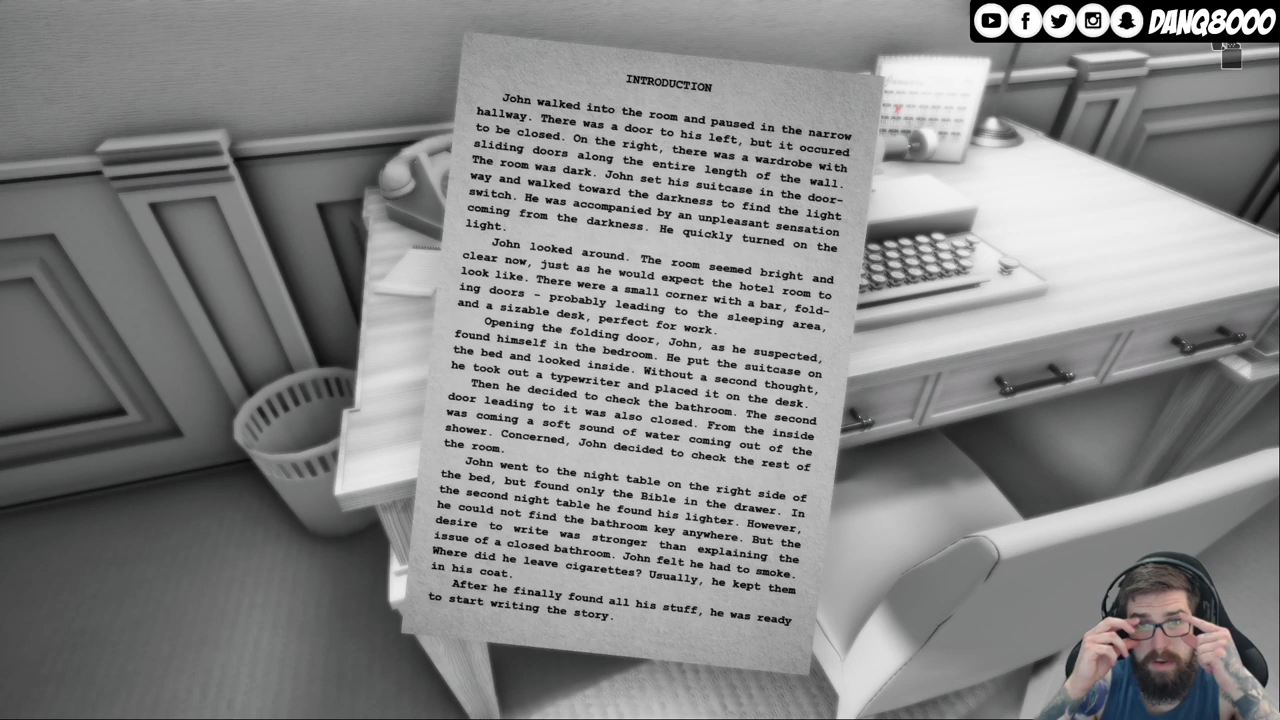 DANQ8000
INTRODUCTION
John walked into the room and paused in the narrow
hallway. There was a door to his left, but it occured
to be closed. On the right, there was a wardrobe with
sliding doors along the entire length of the wall.
The room was dark. John set his suitcase in the door-
way and walked toward the darkness to find the light
switch. He was accompanied by an unpleasant sensation
coming from the darkness. He quickly turned on the
light.
John looked around. The room seemed bright and
clear now, just as he would expect the hotel room to
look like. There were a small corner with a bar, fold-
ing doors - probably leading to the sleeping area,
and a sizable desk, perfect for work.
Opening the folding door, John, as he suspected,
found himself in the bedroom. He put the suitcase on
the bed and looked inside. Without a second thought,
he took out a typewriter and placed it on the desk.
Then he decided to check the bathroom. The second
door leading to it was also closed. From the inside
was coming a soft sound of water coming out of the
shower. Concerned, John decided to check the rest of
the room.
John went to the night table on the right side of
the bed, but found only the Bible in the drawer. In
the second night table he found his lighter. However,
he could not find the bathroom key anywhere. But the
desire to write was stronger than explaining the
issue of a closed bathroom. John felt he had to smoke.
Where did he leave cigarettes? Usually, he kept them
in his coat.
After he finally found all his stuff, he was ready
to start writing the story.